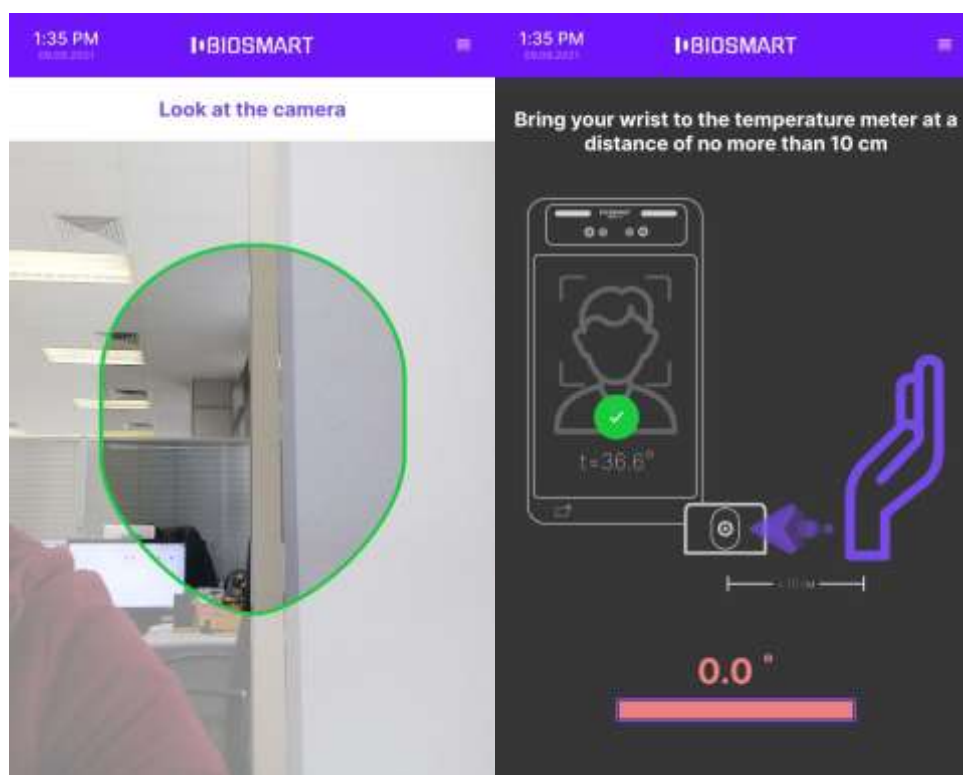 1:35 PM
BIOSMART
Look at the camera
1:35 PM
BIOSMART
Bring your wrist to the temperature meter at a
distance of no more than 10 cm
t=36.6°
0.0 °